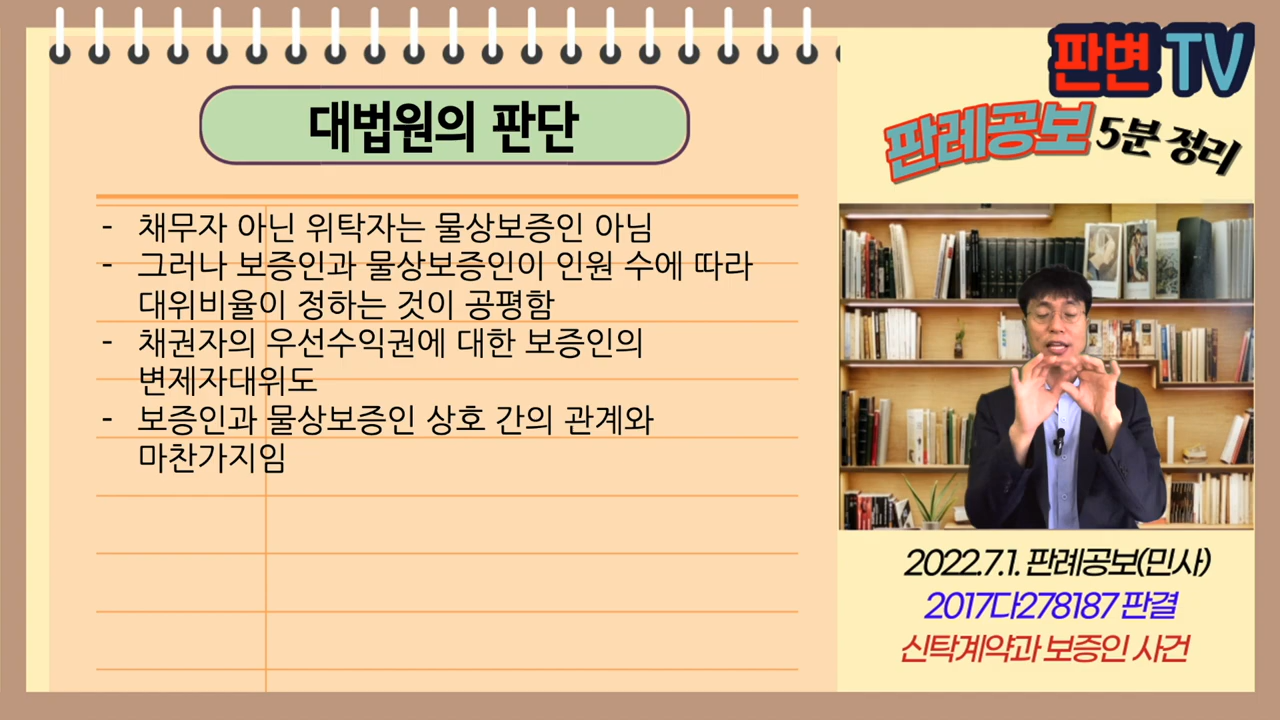 대법원의 판단
- 채무자 아닌 위탁자는 물상보증인 아님
- 그러나 보증인과 물상보증인이 인원 수에 따라
대위비율이 정하는 것이 공평함
- 채권자의 우선수익권에 대한 보증인의
변제자대위도
- 보증인과 물상보증인 상호 간의 관계와
마찬가지임
판변 TV
판례공보 5분 정리
2022.7.1. 판례공보(민사)
2017다278187 판결
신탁계약과 보증인 사건